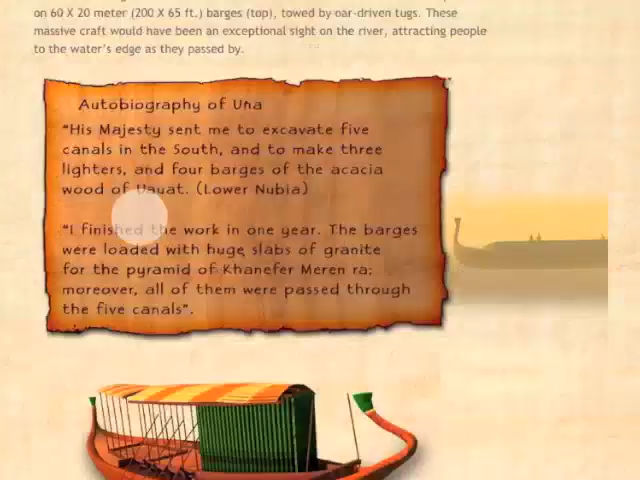 on 60 X 20 meter (200 X 65 ft.) barges (top), towed by oar-driven tugs. These
massive craft would have been an exceptional sight on the river, attracting people
to the water's edge as they passed by.
Autobiography of Una
"His Majesty sent me to excavate five
canals in the South, and to make three
lighters, and four barges of the acacia
wood of Uauat. (Lower Nubia)
"I finished the work in one year. The barges
were loaded with huge slabs of granite
for the pyramid of Khanefer Meren ra;
moreover, all of them were passed through
the five canals".